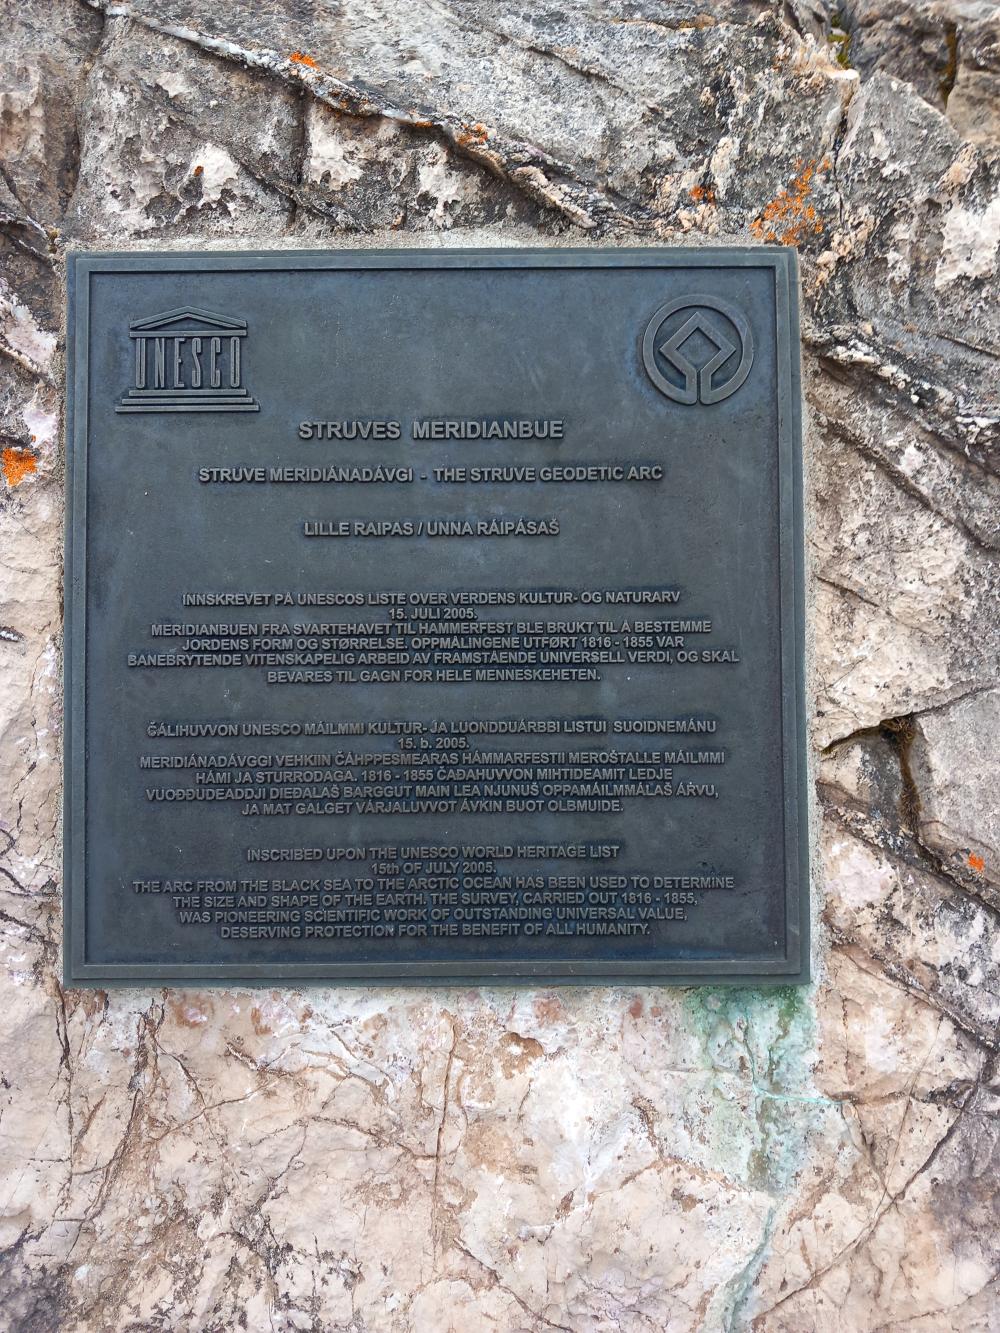 UNESCO
STRUVES MERIDIANBUE
STRUVE MERIDIÁNADÁVGI - THE STRUVE GEODETIC ARC
LILLE RAIPAS / UNNA RÁIPÁSAŠ
INNSKREVET PÅ UNESCOS LISTE OVER VERDENS KULTUR- OG NATURARV
15. JULI 2005.
MERIDIANBUEN FRA SVARTEHAVET TIL HAMMERFEST BLE BRUKT TIL Å BESTEMME
JORDENS FORM OG STØRRELSE. OPPMÅLINGENE UTFØRT 1816 - 1855 VAR
BANEBRYTENDE VITENSKAPELIG ARBEID AV FRAMSTÅENDE UNIVERSELL VERDI, OG SKAL
BEVARES TIL GAGN FOR HELE MENNESKEHETEN.
ČÁLIHUVVON UNESCO MÁILMMI KULTUR- JA LUONDDUÁRBBI LISTUI SUOIDNEMÁNU
15. b. 2005.
MERIDIÁNADÁVGGI VEHKIIN ČÁHPPESMEARAS HÁMMARFESTII MEROŠTALLE MÁILMMI
HÁMI JA STURRODAGA. 1816 - 1855 ČAĐAHUVVON MIHTIDEAMIT LEDJE
VUOĐĐUDEADDJI DIEĐALAŠ BARGGUT MAIN LEA NJUNUŠ OPPAMÁILMMÁLAŠ ÁRVU,
JA MAT GALGET VÁRJALUVVOT ÁVKIN BUOT OLBMUIDE.
INSCRIBED UPON THE UNESCO WORLD HERITAGE LIST
15th OF JULY 2005.
THE ARC FROM THE BLACK SEA TO THE ARCTIC OCEAN HAS BEEN USED TO DETERMINE
THE SIZE AND SHAPE OF THE EARTH. THE SURVEY, CARRIED OUT 1816 - 1855,
WAS PIONEERING SCIENTIFIC WORK OF OUTSTANDING UNIVERSAL VALUE,
DESERVING PROTECTION FOR THE BENEFIT OF ALL HUMANITY.